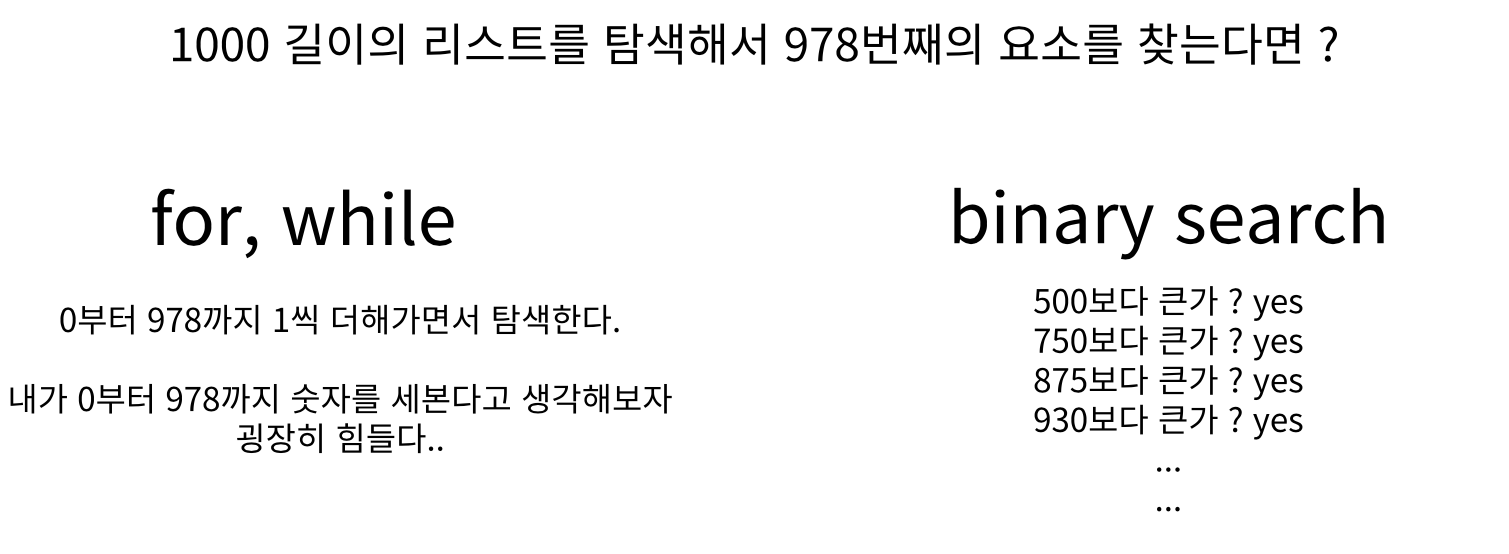 1000 길이의 리스트를 탐색해서 978번째의 요소를 찾는다면 ?
for, while
0부터 978까지 1씩 더해가면서 탐색한다.
내가 0부터 978까지 숫자를 세본다고 생각해보자
굉장히 힘들다..
binary search
500보다 큰가 ? yes
750보다 큰가 ? yes
875보다 큰가 ? yes
930보다 큰가 ? yes
...
...